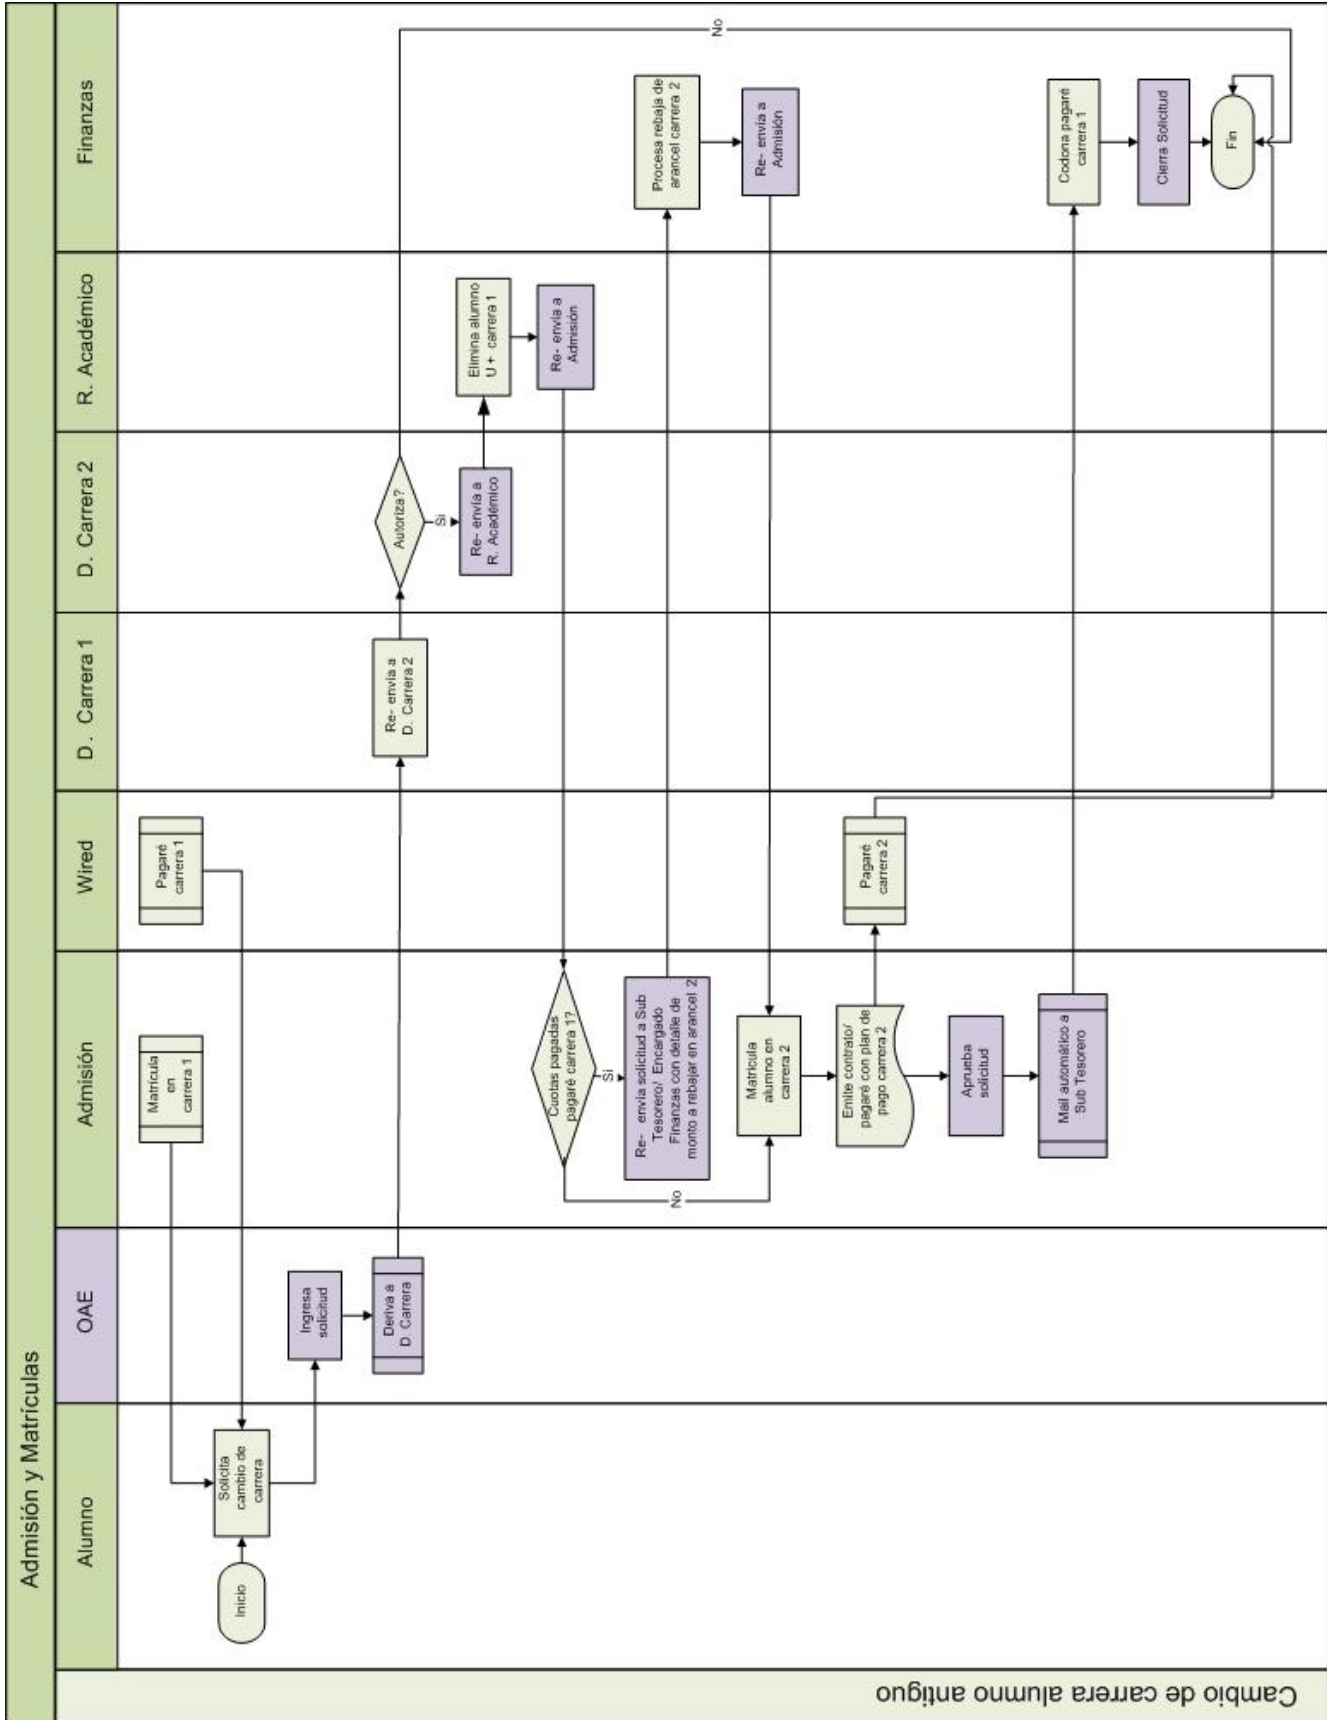 Admisión y Matrículas
Cambio de carrera alumno antiguo
Alumno
OAE
Admisión
Wired
D. Carrera 1
D. Carrera 2
R. Académico
Finanzas
Matrícula
en
carrera 1
Pagaré
carrera 1
Inicio
Solicita
cambio de
carrera
Ingresa
solicitud
Deriva a
D. Carrera
Re- envía a
D. Carrera 2
Autoriza?
No
Si
Re- envía a
R. Académico
Elimina alumno
U + carrera 1
Re- envía a
Admisión
Cuotas pagadas
pagaré carrera 1?
Si
No
Re- envía solicitud a Sub
Tesorero/ Encargado
Finanzas con detalle de
monto a rebajar en arancel 2
Procesa rebaja de
arancel carrera 2
Re- envía a
Admisión
Matricula
alumno en
carrera 2
Emite contrato/
pagaré con plan de
pago carrera 2
Pagaré
carrera 2
Aprueba
solicitud
Mail automático a
Sub Tesorero
Codona pagaré
carrera 1
Cierra Solicitud
Fin